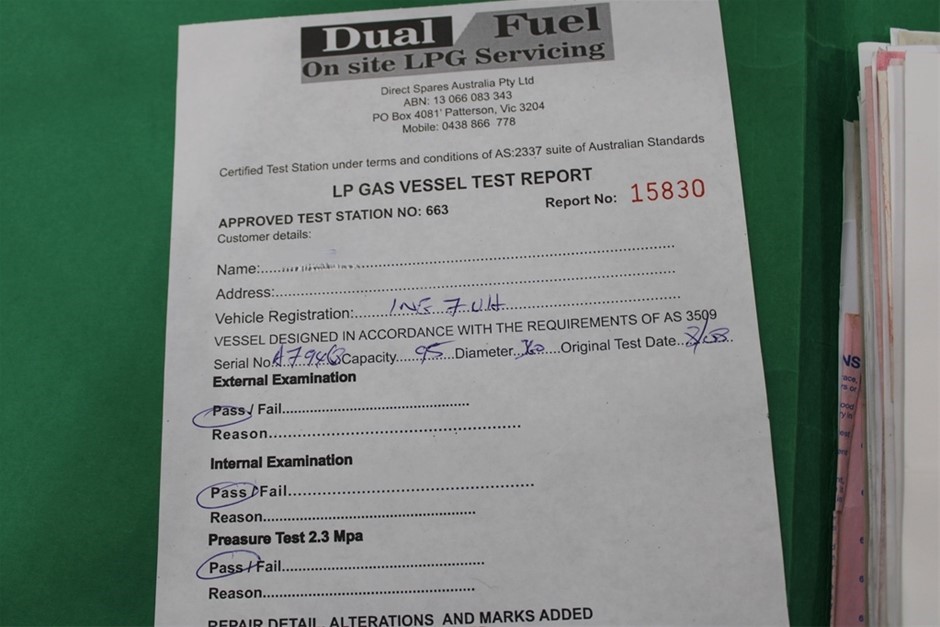 Dual Fuel
On site LPG Servicing
Direct Spares Australia Pty Ltd
ABN: 13 066 083 343
PO Box 4081' Patterson, Vic 3204
Mobile: 0438 866 778
Certified Test Station under terms and conditions of AS:2337 suite of Australian Standards
LP GAS VESSEL TEST REPORT
APPROVED TEST STATION NO: 663 Report No: 15830
Customer details:
Name:
Address:
Vehicle Registration: 1NE 7UH
VESSEL DESIGNED IN ACCORDANCE WITH THE REQUIREMENTS OF AS 3509
Serial No Capacity 95 Diameter 360 Original Test Date
External Examination
Pass / Fail
Reason
Internal Examination
Pass / Fail
Reason
Preasure Test 2.3 Mpa
Pass / Fail
Reason
REPAIR DETAIL ALTERATIONS AND MARKS ADDED
NS